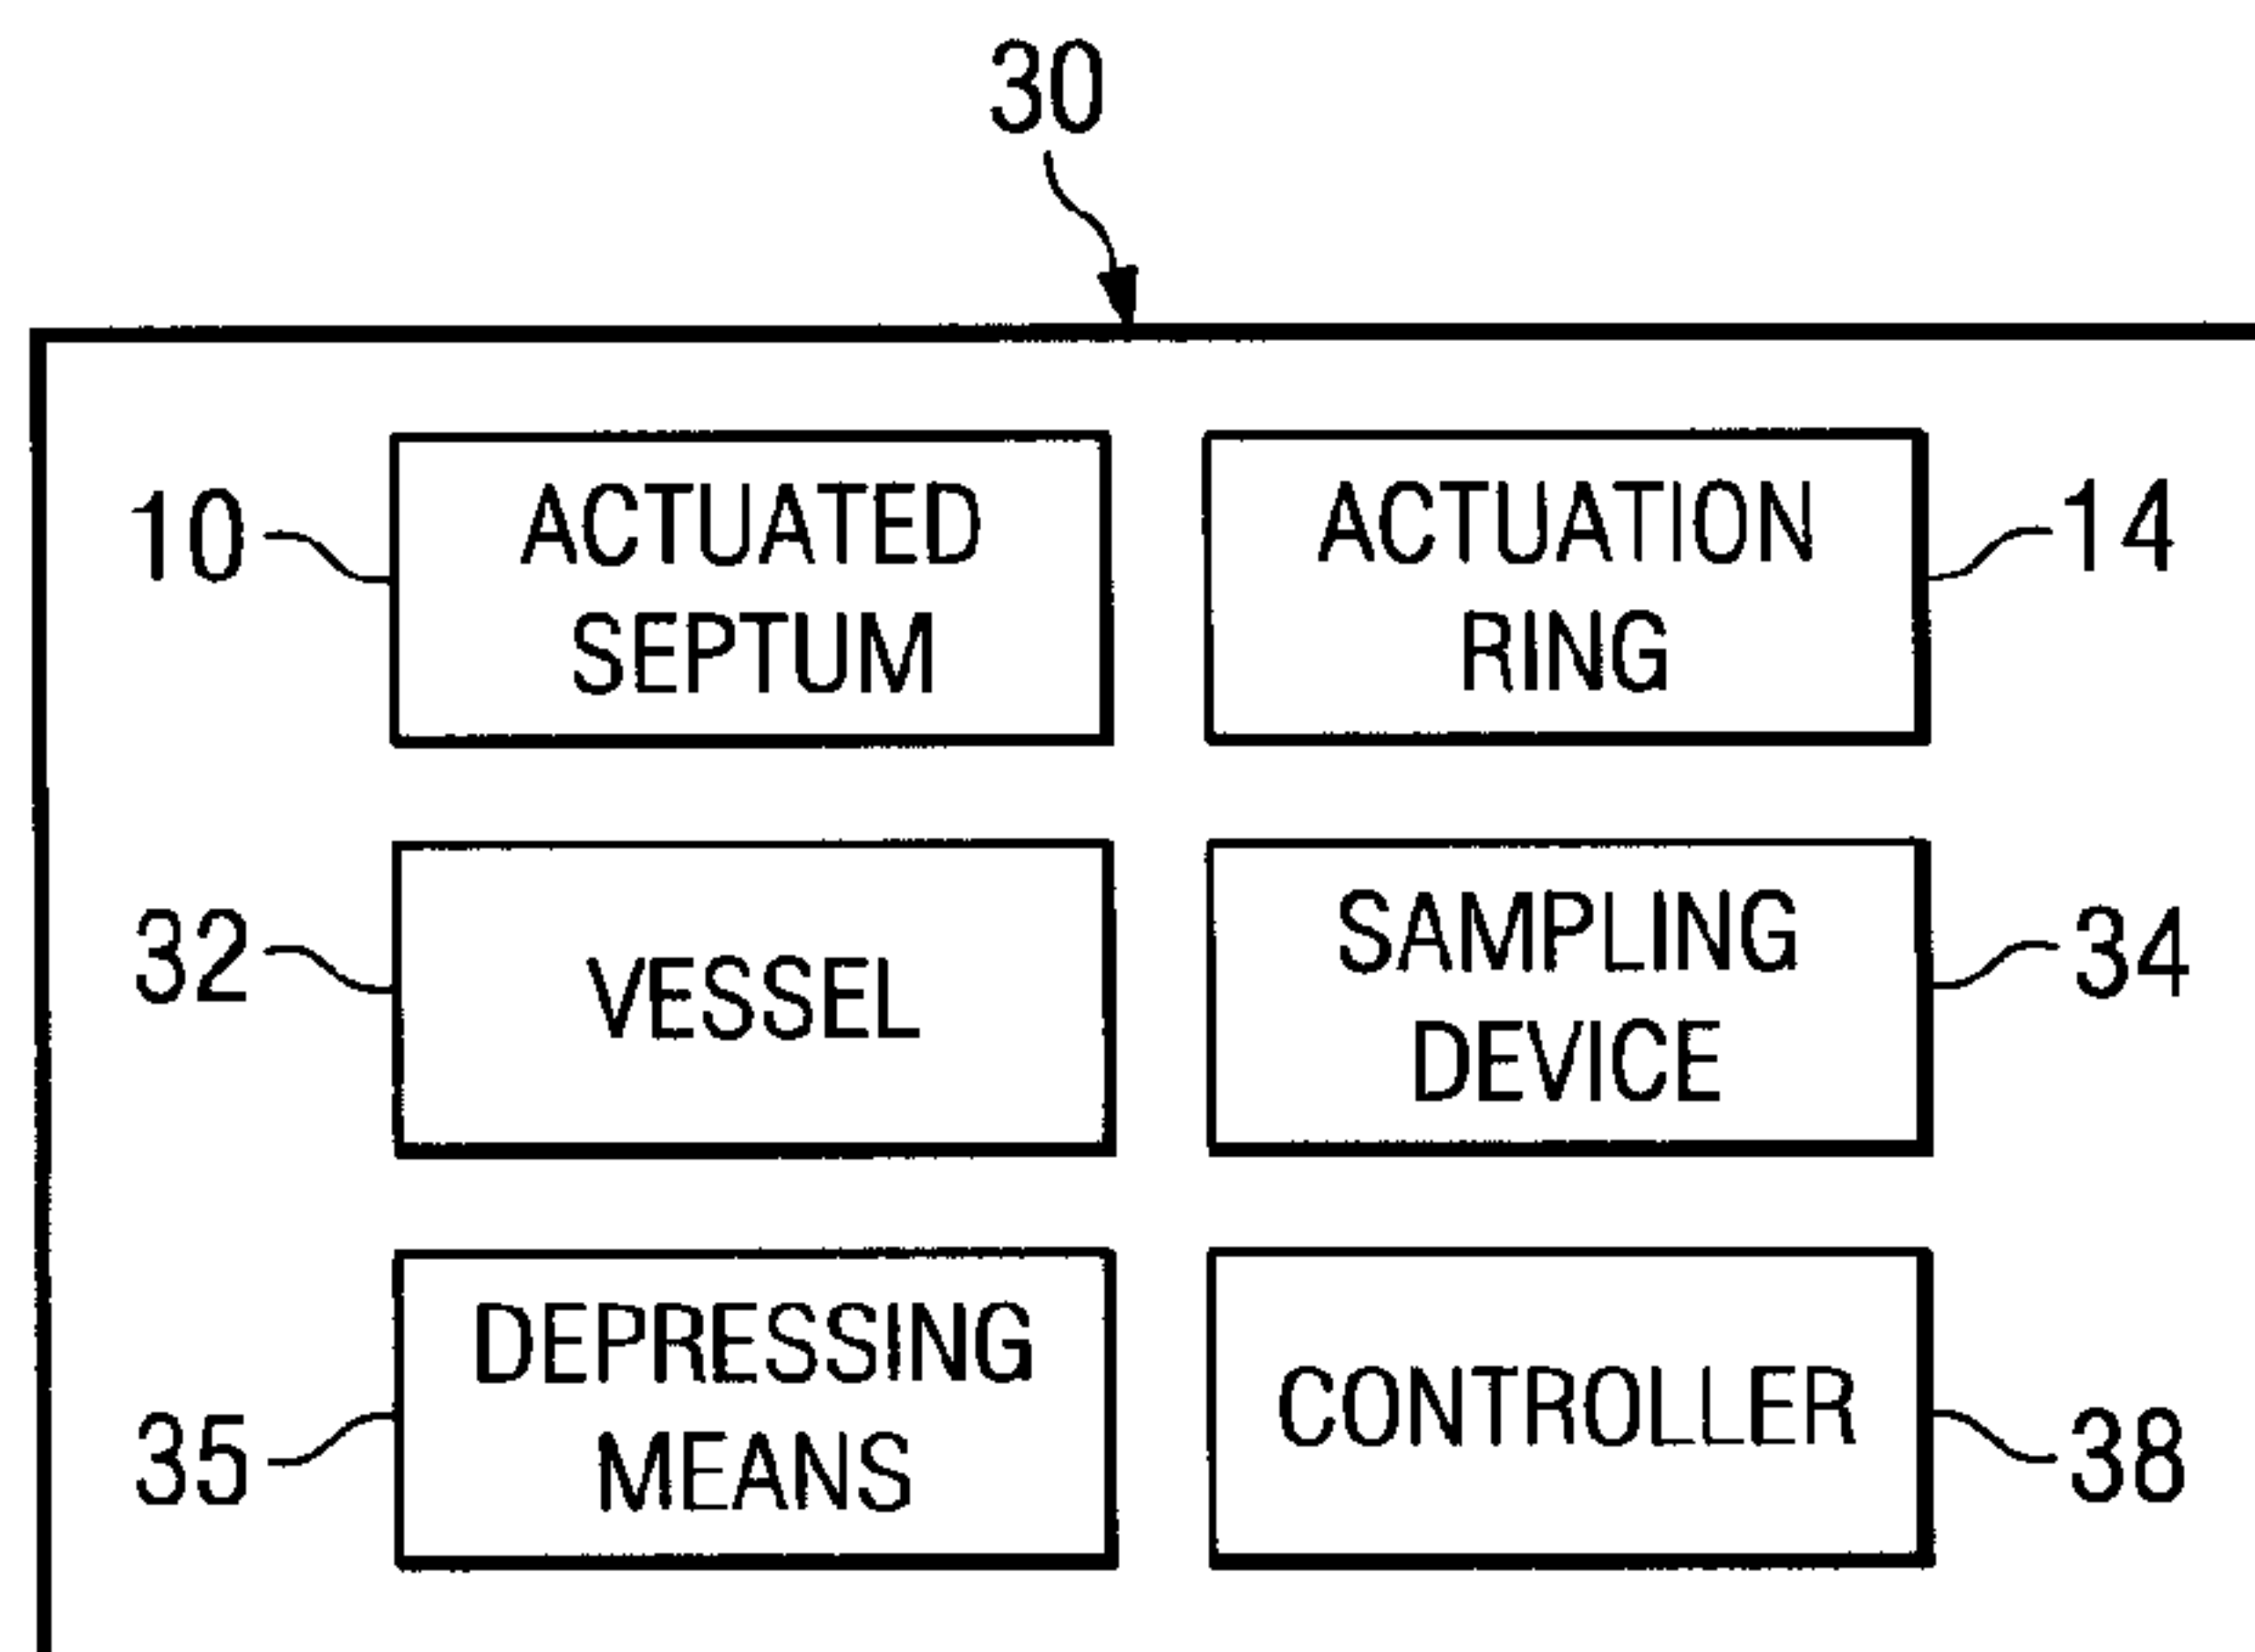 30
10
ACTUATED
SEPTUM
ACTUATION
RING
14
32
VESSEL
SAMPLING
DEVICE
34
35
DEPRESSING
MEANS
CONTROLLER
38